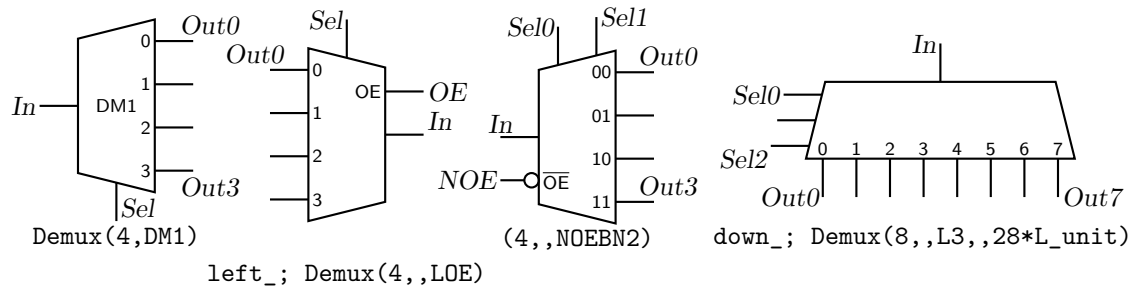 In
DM1
0
1
2
3
Out0
Out3
Sel
Demux(4,DM1)
Sel
Out0
0
1
2
3
OE
OE
In
left_; Demux(4,,LOE)
Sel0
Sel1
In
NOE
OE
00
01
10
11
Out0
Out3
(4,,NOEBN2)
In
Sel0
Sel2
0 1 2 3 4 5 6 7
Out0
Out7
down_; Demux(8,,L3,,28*L_unit)